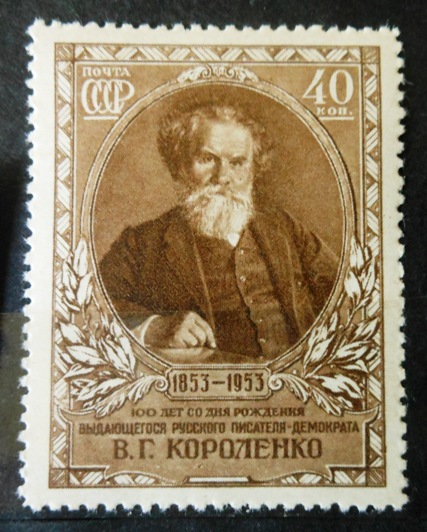 ПОЧТА
СССР
40
КОП.
1853–1953
100 ЛЕТ СО ДНЯ РОЖДЕНИЯ
ВЫДАЮЩЕГОСЯ РУССКОГО ПИСАТЕЛЯ-ДЕМОКРАТА
В.Г. КОРОЛЕНКО